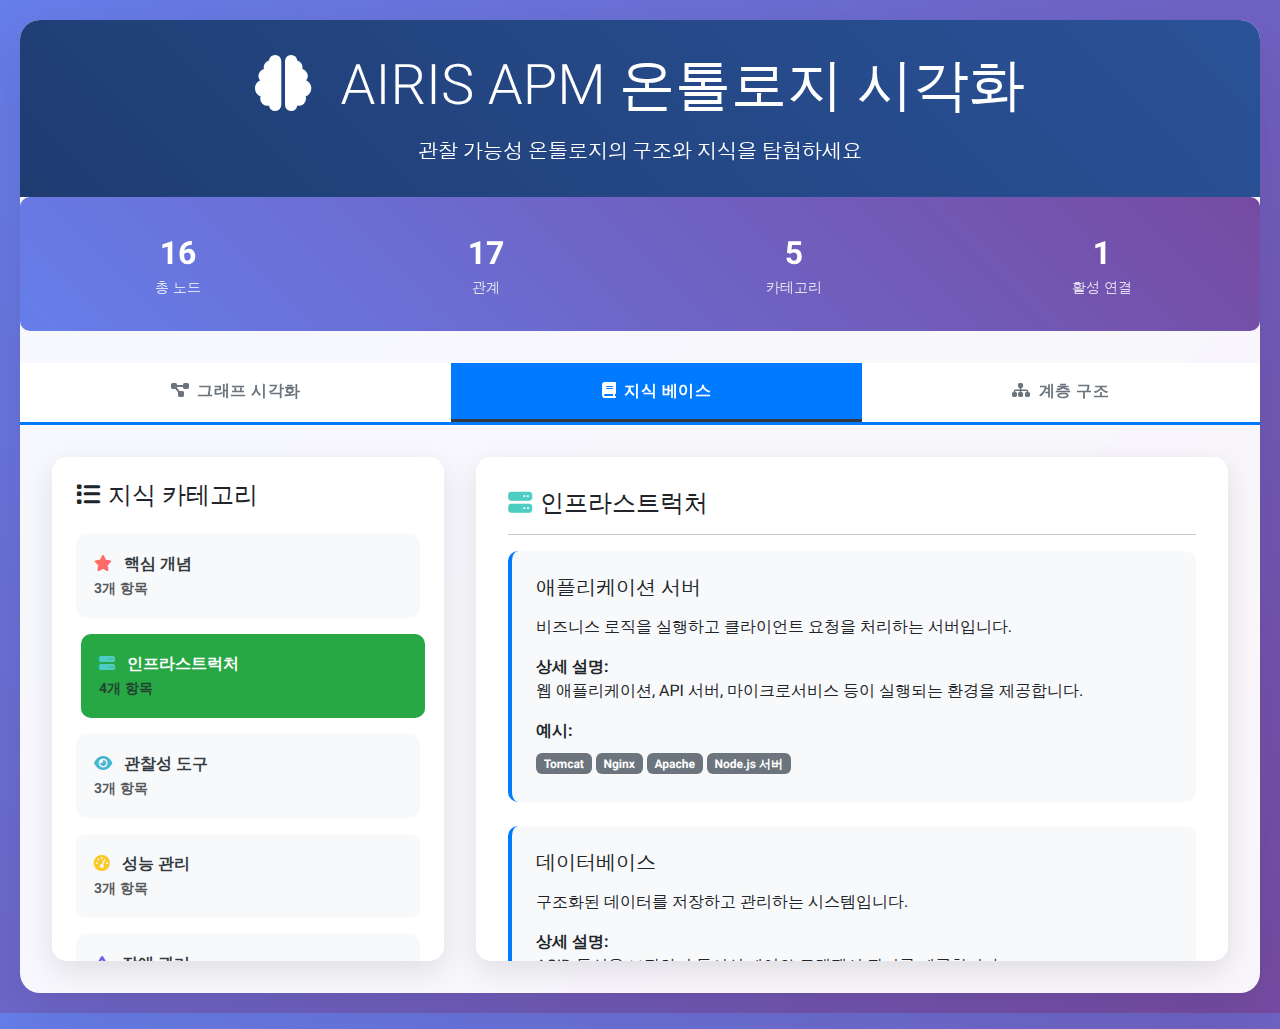 AIRIS APM 온톨로지 시각화
관찰 가능성 온톨로지의 구조와 지식을 탐험하세요
16
총 노드
17
관계
5
카테고리
1
활성 연결
그래프 시각화
지식 베이스
계층 구조
지식 카테고리
핵심 개념
3개 항목
인프라스트럭처
4개 항목
관찰성 도구
3개 항목
성능 관리
3개 항목
인프라스트럭처
애플리케이션 서버
비즈니스 로직을 실행하고 클라이언트 요청을 처리하는 서버입니다.
상세 설명:
웹 애플리케이션, API 서버, 마이크로서비스 등이 실행되는 환경을 제공합니다.
예시:
Tomcat Nginx Apache Node.js 서버
데이터베이스
구조화된 데이터를 저장하고 관리하는 시스템입니다.
상세 설명: